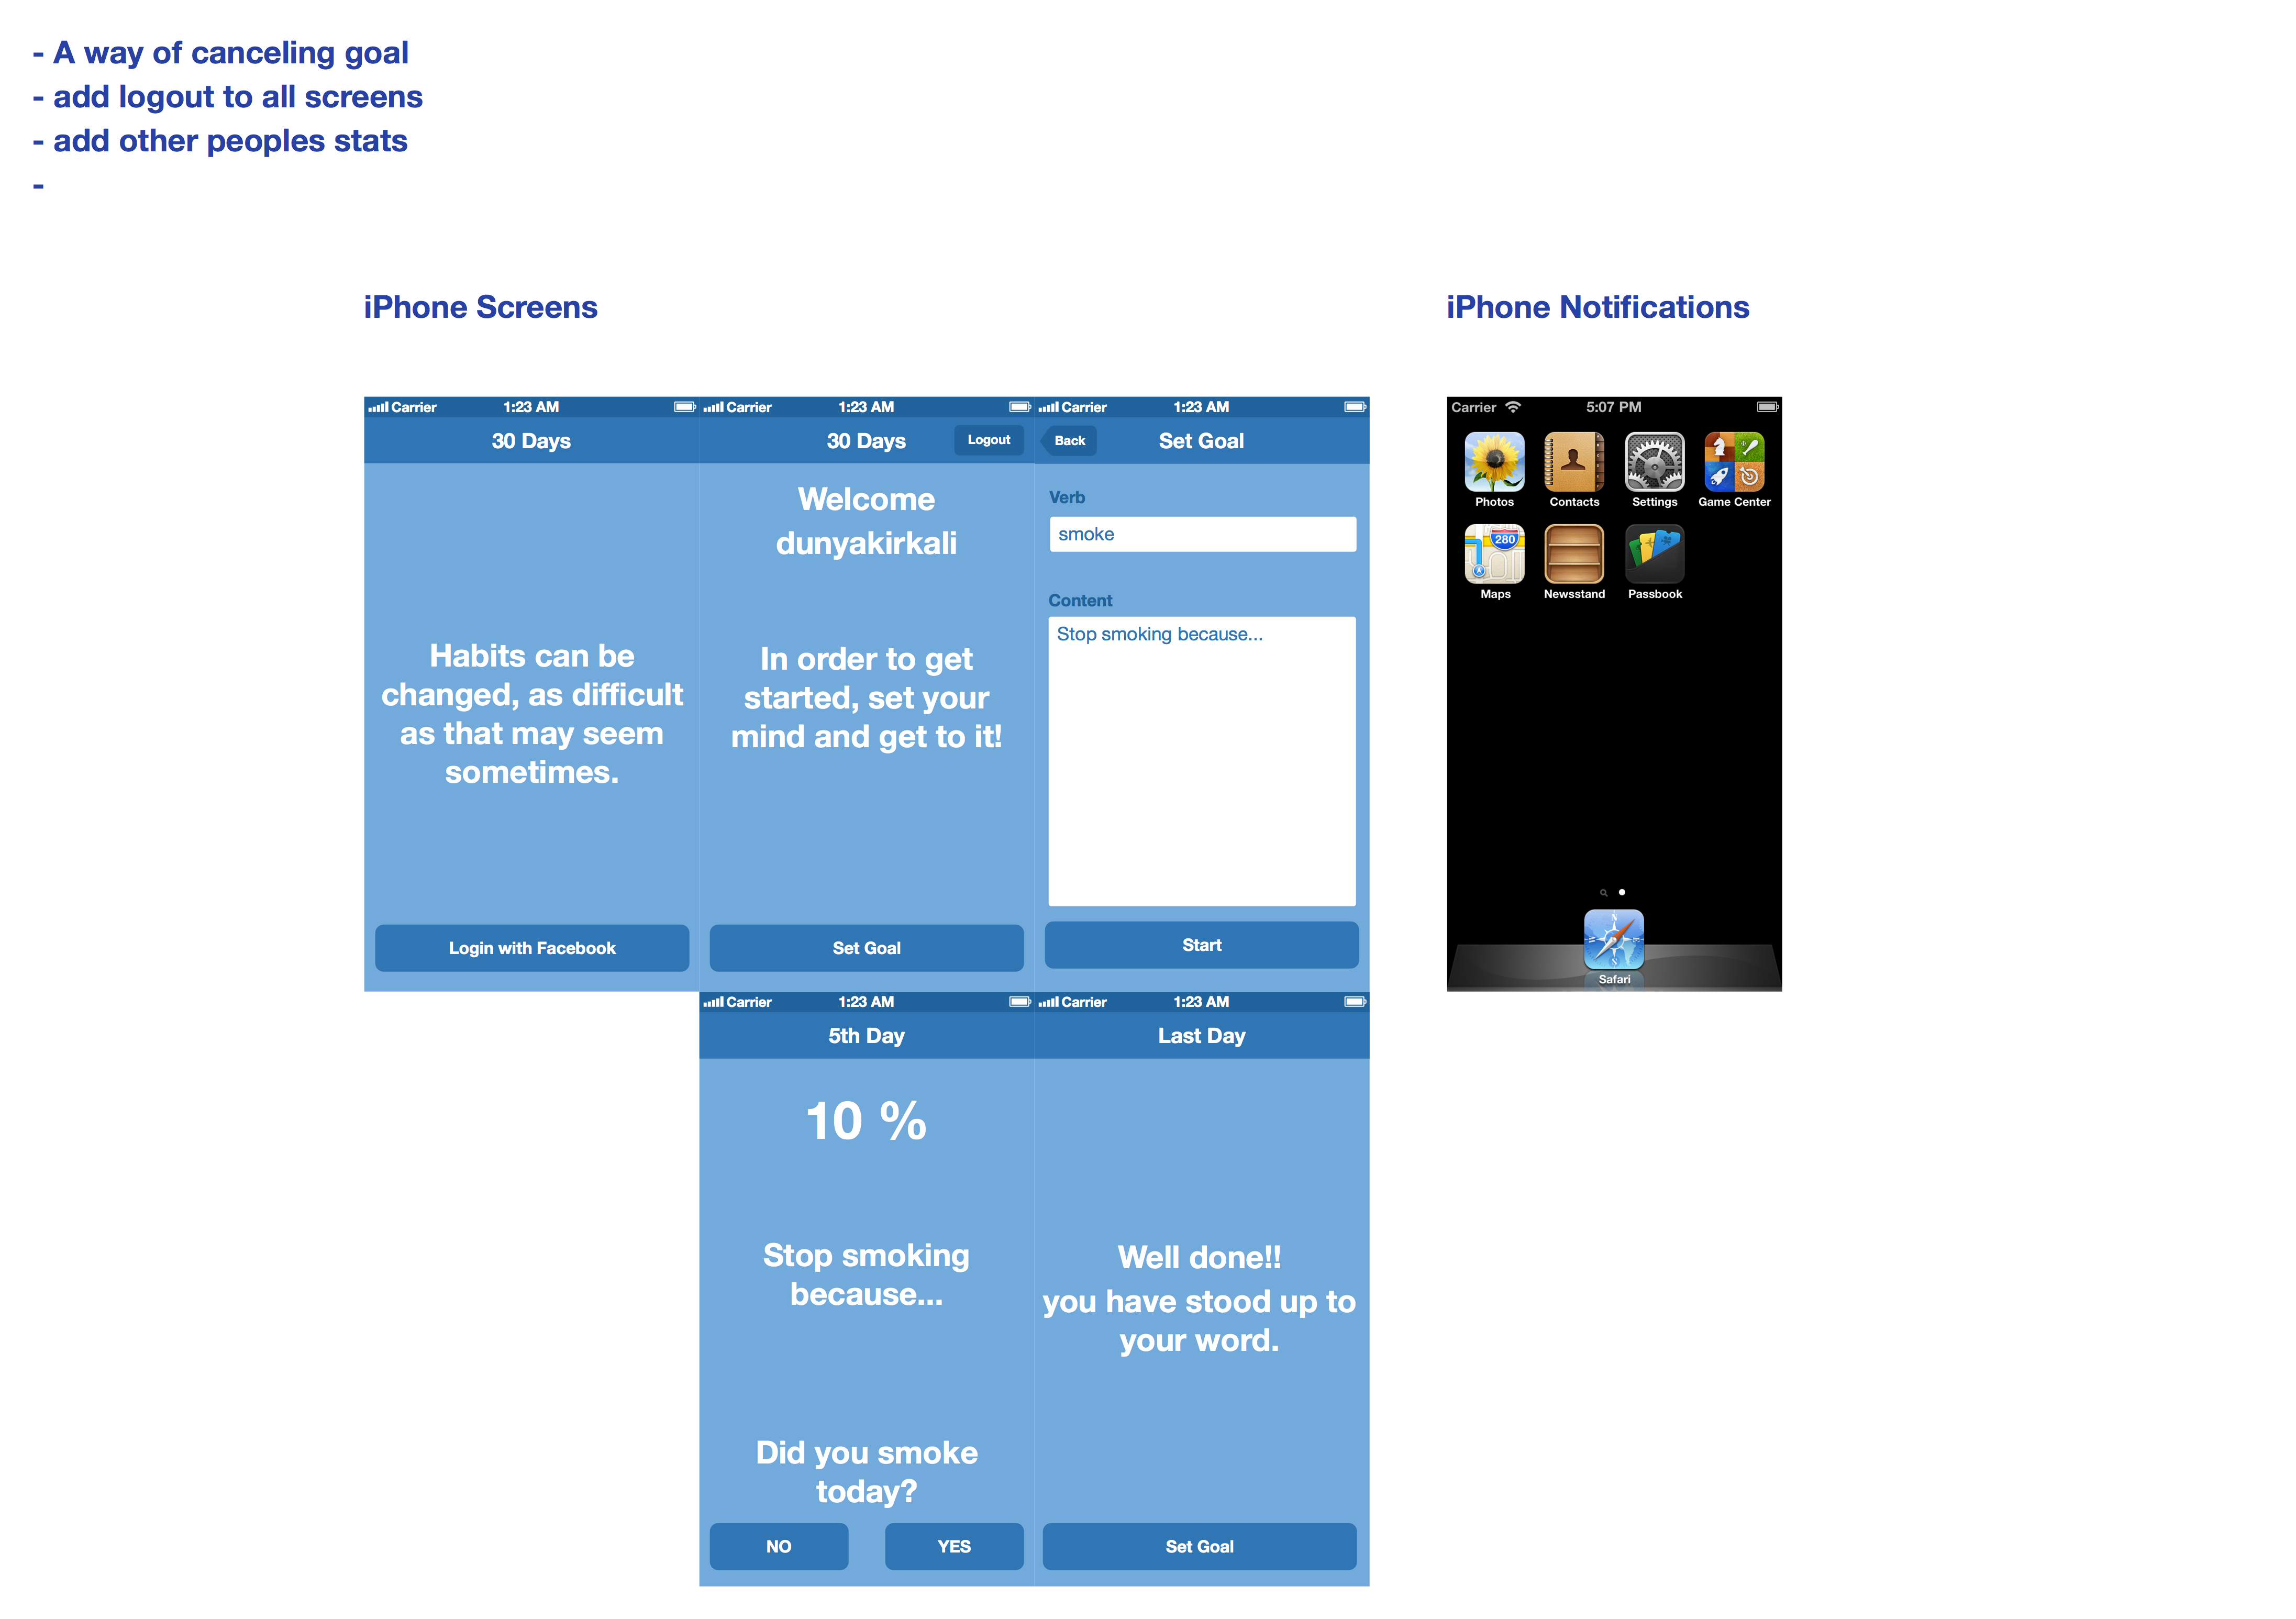 - A way of canceling goal
- add logout to all screens
- add other peoples stats
-
iPhone Screens
iPhone Notifications
Carrier 1:23 AM
30 Days
Habits can be
changed, as difficult
as that may seem
sometimes.
Login with Facebook
Carrier 1:23 AM
30 Days Logout
Welcome
dunyakirkali
In order to get
started, set your
mind and get to it!
Set Goal
Carrier 1:23 AM
Back Set Goal
Verb
smoke
Content
Stop smoking because...
Start
Carrier 5:07 PM
Photos Contacts Settings Game Center
280
Maps Newsstand Passbook
N
S
Safari
Carrier 1:23 AM
5th Day
10 %
Stop smoking
because...
Did you smoke
today?
NO YES
Carrier 1:23 AM
Last Day
Well done!!
you have stood up to
your word.
Set Goal